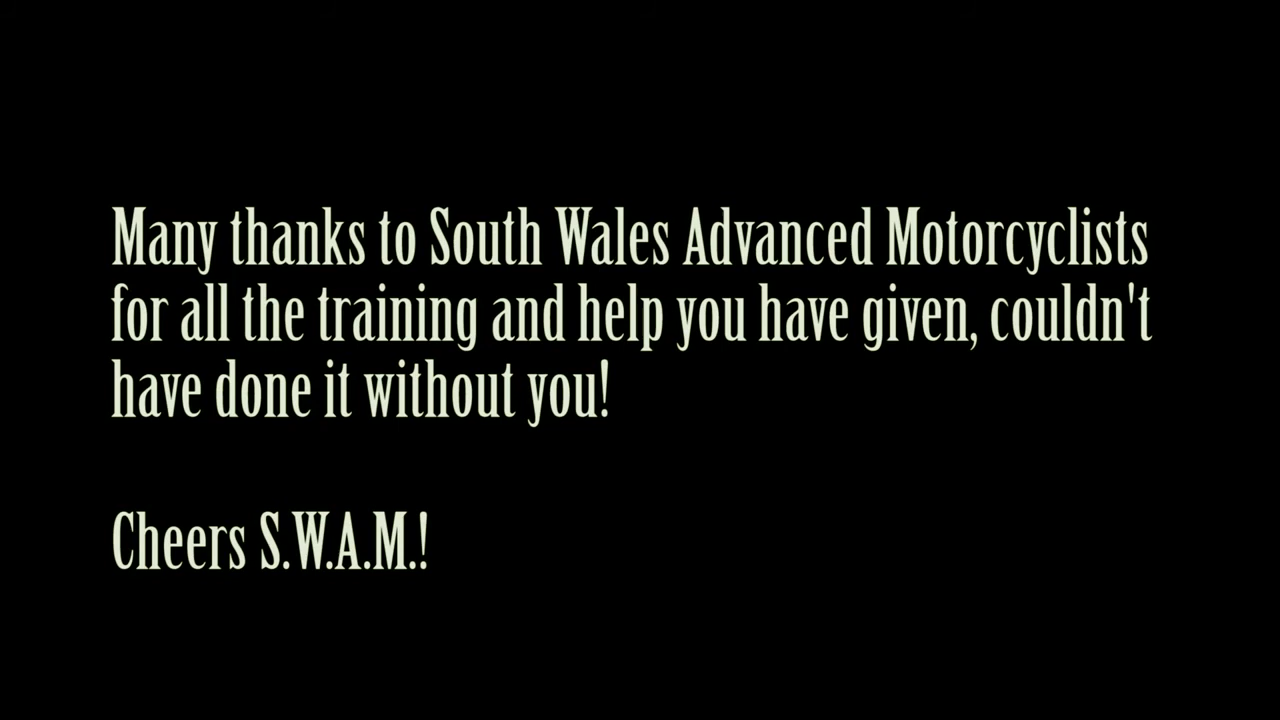 Many thanks to South Wales Advanced Motorcyclists
for all the training and help you have given, couldn't
have done it without you!
Cheers S.W.A.M.!